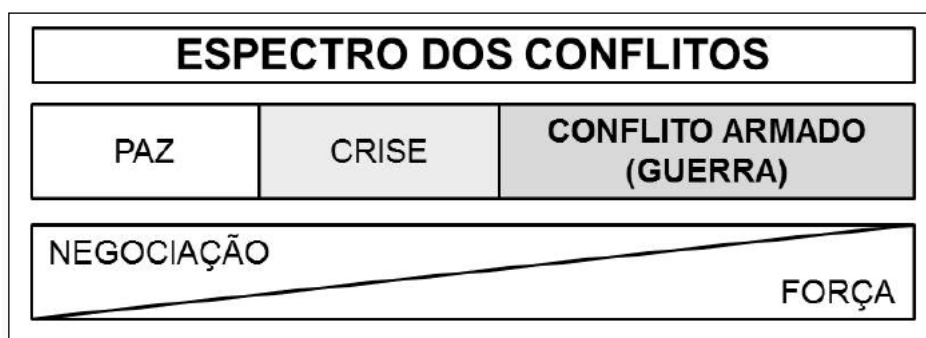 ESPECTRO DOS CONFLITOS
PAZ
CRISE
CONFLITO ARMADO
(GUERRA)
NEGOCIAÇÃO
FORÇA